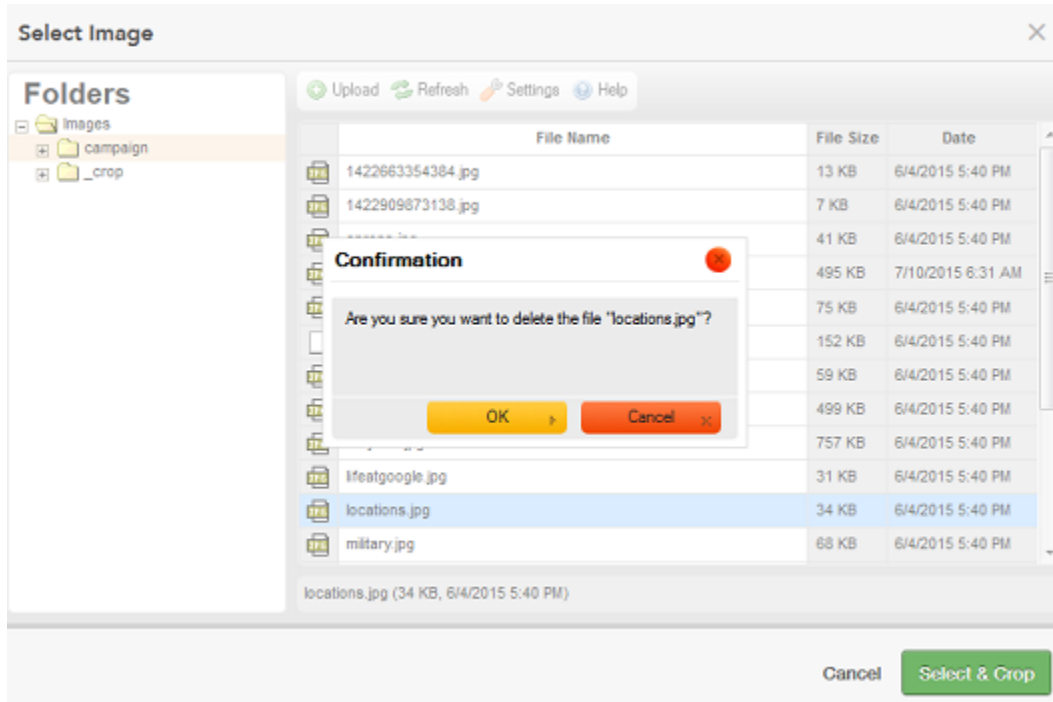 Select Image
Folders
Images
campaign
_crop
Upload Refresh Settings Help
File Name File Size Date
1422663354384.jpg 13 KB 6/4/2015 5:40 PM
1422909873138.jpg 7 KB 6/4/2015 5:40 PM
41 KB 6/4/2015 5:40 PM
495 KB 7/10/2015 6:31 AM
75 KB 6/4/2015 5:40 PM
152 KB 6/4/2015 5:40 PM
59 KB 6/4/2015 5:40 PM
499 KB 6/4/2015 5:40 PM
757 KB 6/4/2015 5:40 PM
Confirmation
Are you sure you want to delete the file "locations.jpg"?
OK Cancel
lifeatgoogle.jpg 31 KB 6/4/2015 5:40 PM
locations.jpg 34 KB 6/4/2015 5:40 PM
military.jpg 68 KB 6/4/2015 5:40 PM
locations.jpg (34 KB, 6/4/2015 5:40 PM)
Cancel Select & Crop